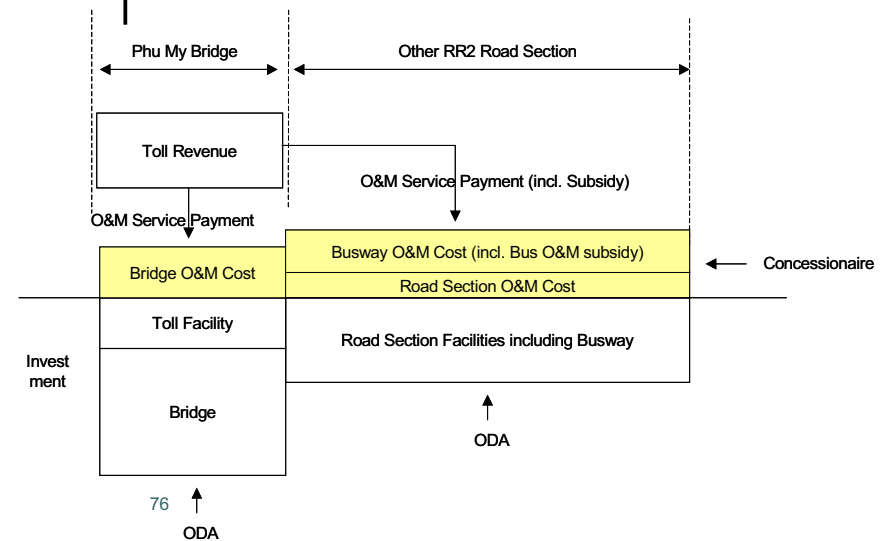 Phu My Bridge
Other RR2 Road Section
Toll Revenue
O&M Service Payment (incl. Subsidy)
O&M Service Payment
Busway O&M Cost (incl. Bus O&M subsidy)
Bridge O&M Cost
Concessionaire
Road Section O&M Cost
Toll Facility
Road Section Facilities including Busway
Invest
ment
Bridge
ODA
76
ODA